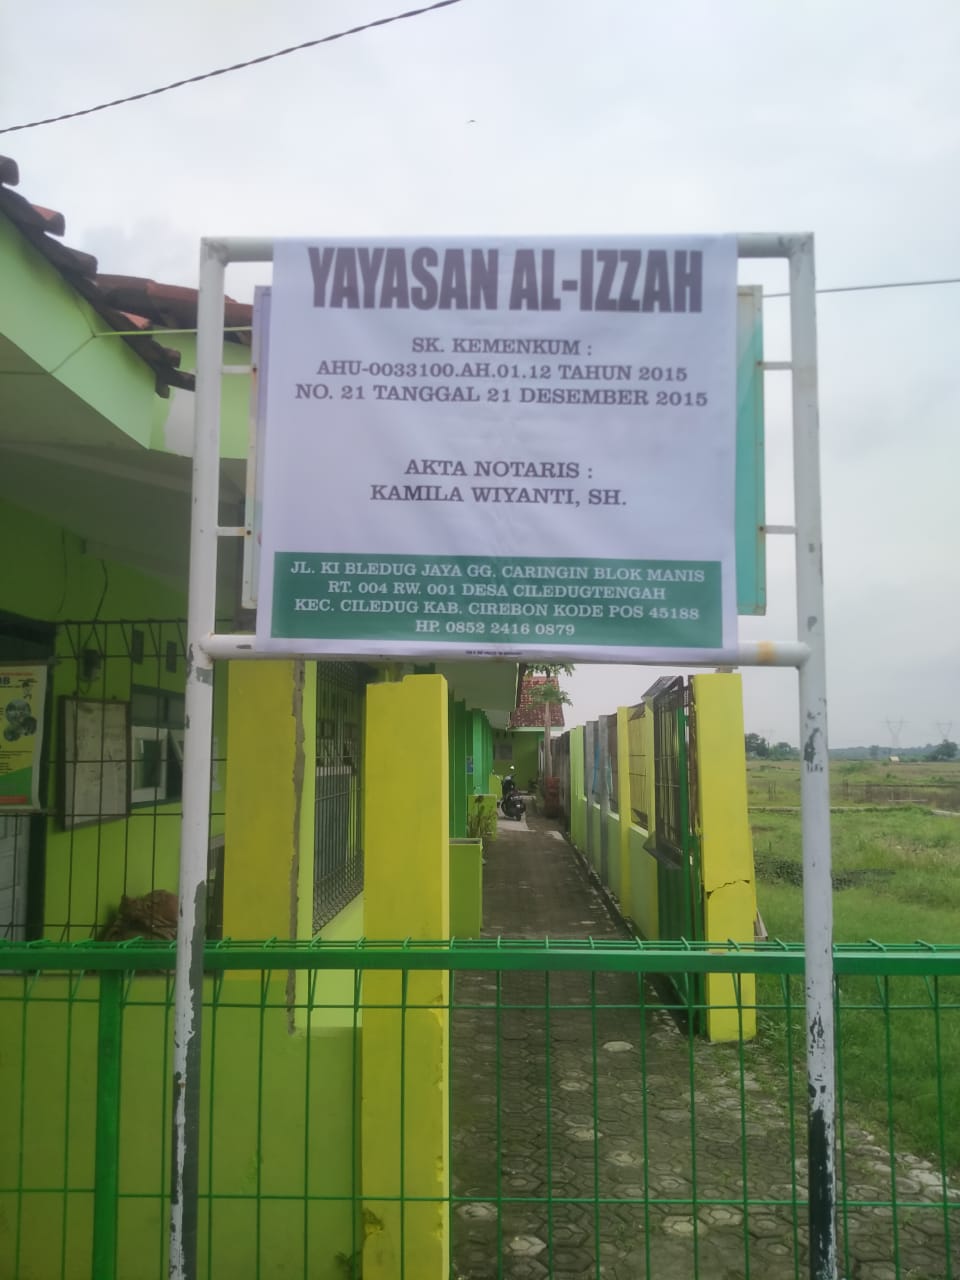 YAYASAN AL-IZZAH
SK. KEMENKUM :
AHU-0033100.AH.01.12 TAHUN 2015
NO. 21 TANGGAL 21 DESEMBER 2015
AKTA NOTARIS :
KAMILA WIYANTI, SH.
JL. KI BLEDUG JAYA GG. CARINGIN BLOK MANIS
RT. 004 RW. 001 DESA CILEDUGTENGAH
KEC. CILEDUG KAB. CIREBON KODE POS 45188
HP. 0852 2416 0879